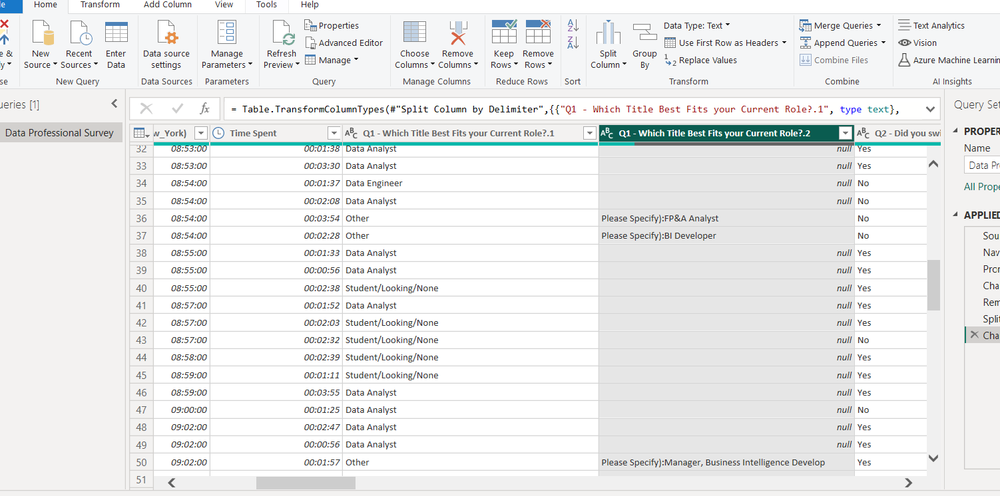 Home Transform Add Column View Tools Help
New Source
Recent Sources
Enter Data
New Query
Data source settings
Data Sources
Manage Parameters
Parameters
Refresh Preview
Properties
Advanced Editor
Manage
Query
Choose Columns
Remove Columns
Manage Columns
Keep Rows
Remove Rows
Reduce Rows
Sort
Split Column
Group By
Data Type: Text
Use First Row as Headers
Replace Values
Transform
Merge Queries
Append Queries
Combine Files
Combine
Text Analytics
Vision
Azure Machine Learnin
AI Insights
ueries [1]
Data Professional Survey
fx
= Table.TransformColumnTypes(#"Split Column by Delimiter",{{"Q1 - Which Title Best Fits your Current Role?.1", type text},
w_York) Time Spent ABC Q1 - Which Title Best Fits your Current Role?.1 ABC Q1 - Which Title Best Fits your Current Role?.2 ABC Q2 - Did you swi
32 08:53:00 00:01:38 Data Analyst null Yes
33 08:53:00 00:03:30 Data Analyst null Yes
34 08:54:00 00:01:37 Data Engineer null No
35 08:54:00 00:02:08 Data Analyst null No
36 08:54:00 00:03:54 Other Please Specify):FP&A Analyst No
37 08:54:00 00:02:28 Other Please Specify):BI Developer No
38 08:55:00 00:01:33 Data Analyst null Yes
39 08:55:00 00:00:56 Data Analyst null Yes
40 08:55:00 00:02:38 Student/Looking/None null Yes
41 08:57:00 00:01:52 Data Analyst null Yes
42 08:57:00 00:02:03 Student/Looking/None null Yes
43 08:57:00 00:02:32 Student/Looking/None null No
44 08:58:00 00:02:39 Student/Looking/None null Yes
45 08:59:00 00:01:11 Student/Looking/None null Yes
46 08:59:00 00:03:55 Data Analyst null Yes
47 09:00:00 00:01:25 Data Analyst null No
48 09:02:00 00:02:47 Data Analyst null Yes
49 09:02:00 00:00:56 Data Analyst null Yes
50 09:02:00 00:01:57 Other Please Specify):Manager, Business Intelligence Develop Yes
51
Query Set
PROPER
Name
Data Pr
All Prope
APPLIED
Sou
Nav
Pror
Cha
Rem
Split
Cha